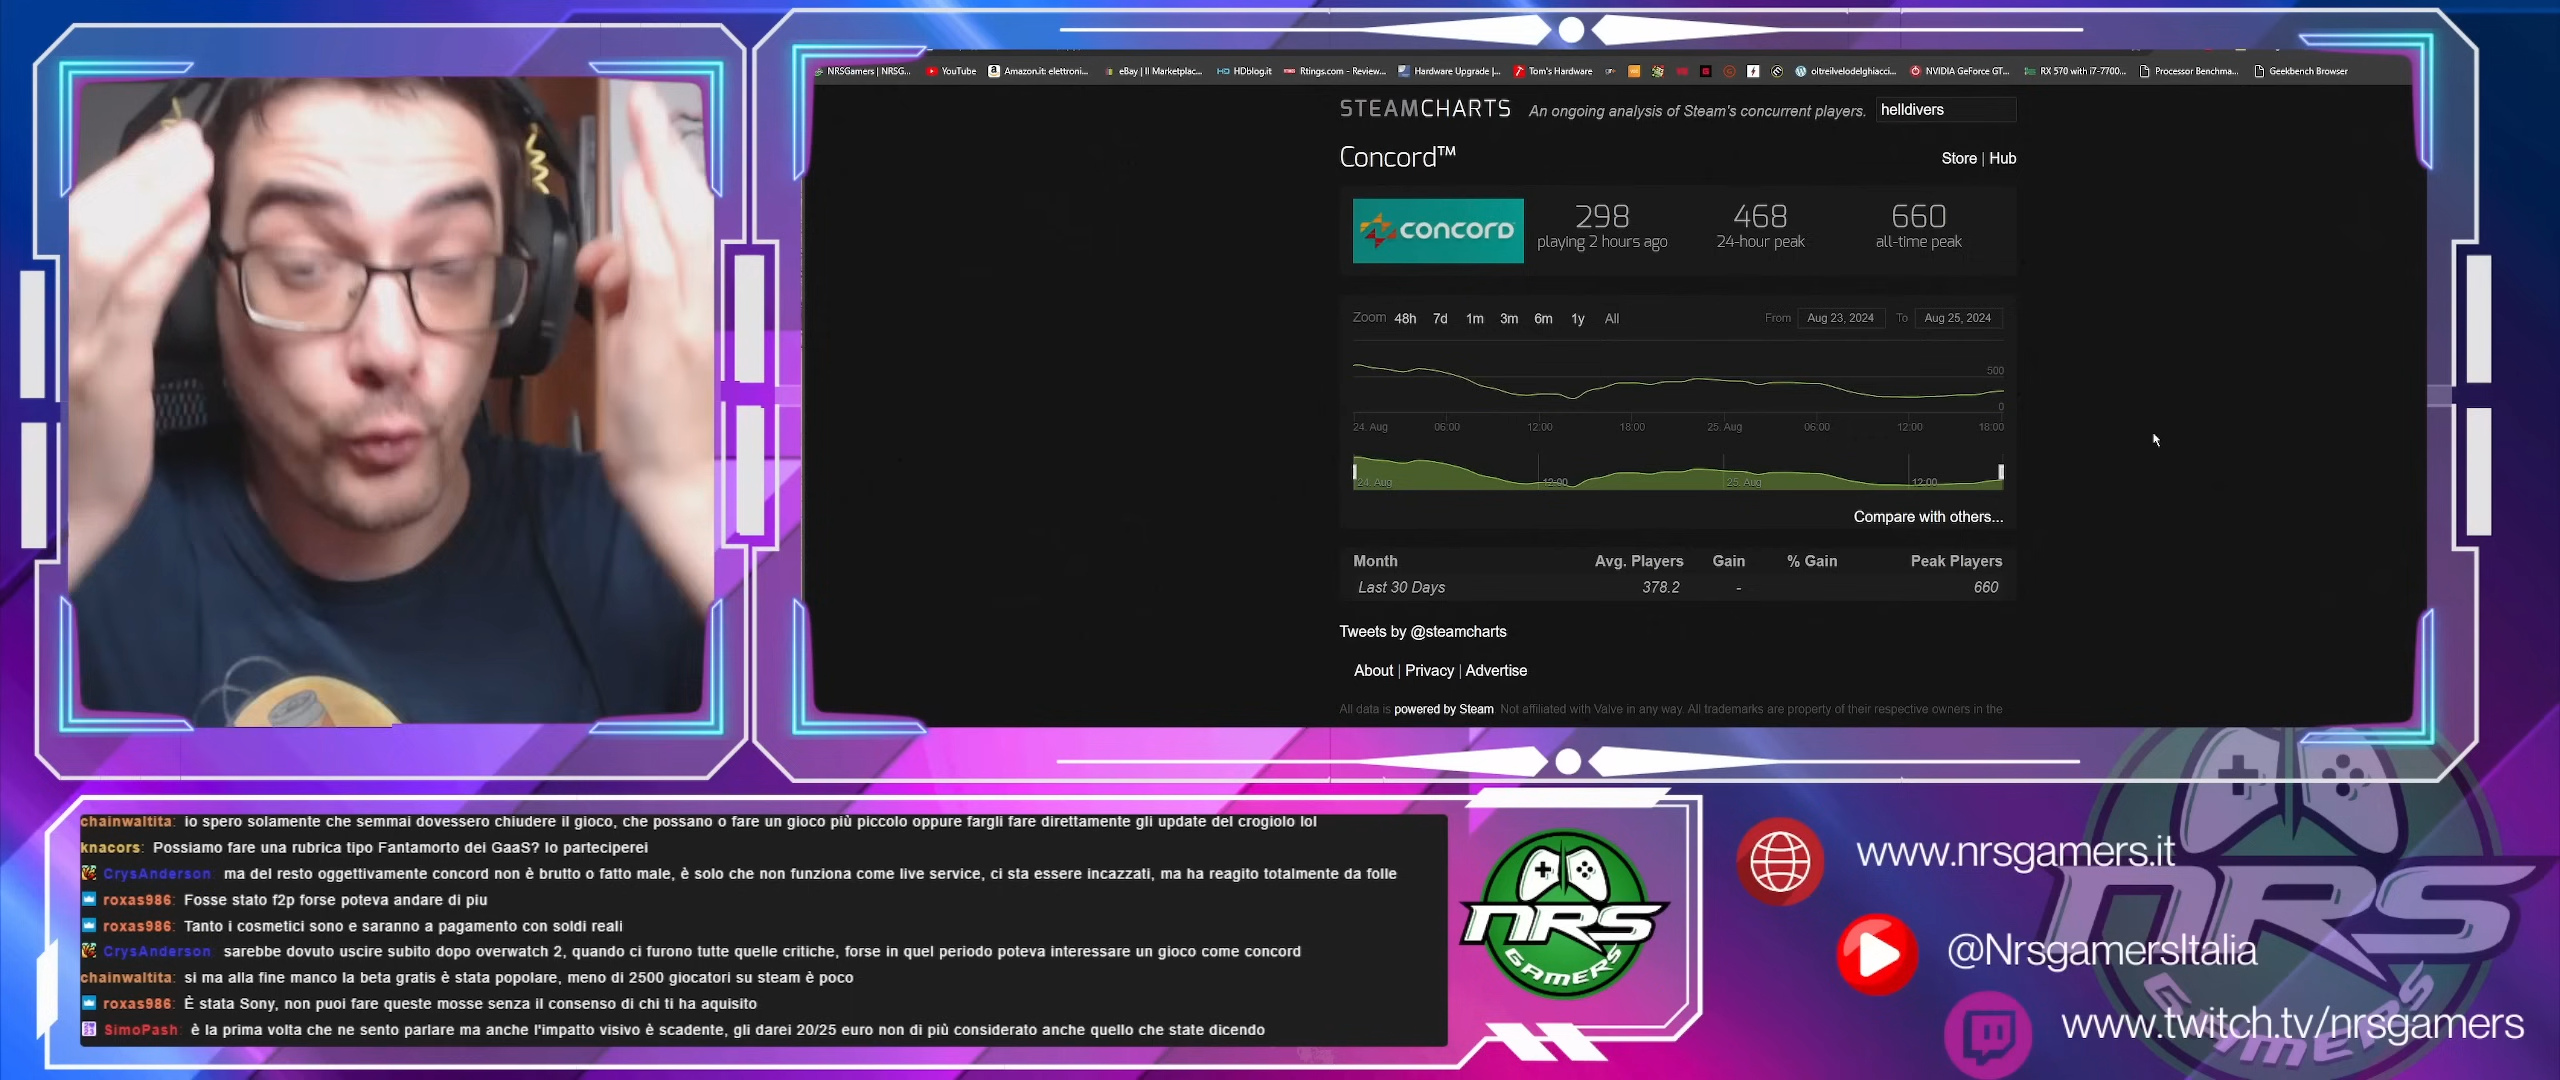 NRSGamers | NRSG... YouTube Amazon.it: elettroni... eBay | Il Marketplac... HDblog.it Rtings.com - Review... Hardware Upgrade |... Tom's Hardware oltreilvelodelghiacci... NVIDIA GeForce GT... RX 570 with i7-7700... Processor Benchma... Geekbench Browser
STEAMCHARTS An ongoing analysis of Steam's concurrent players. helldivers
Concord™ Store | Hub
CONCORD
298 468 660
playing 2 hours ago 24-hour peak all-time peak
Zoom 48h 7d 1m 3m 6m 1y All From Aug 23, 2024 To Aug 25, 2024
500
0
24. Aug 06:00 12:00 18:00 25. Aug 06:00 12:00 18:00
24. Aug 12:00 25. Aug 12:00
Compare with others...
Month Avg. Players Gain % Gain Peak Players
Last 30 Days 378.2 - 660
Tweets by @steamcharts
About | Privacy | Advertise
All data is powered by Steam. Not affiliated with Valve in any way. All trademarks are property of their respective owners in the
chainwaltita: io spero solamente che semmai dovessero chiudere il gioco, che possano o fare un gioco più piccolo oppure fargli fare direttamente gli update del crogiolo lol
knacors: Possiamo fare una rubrica tipo Fantamorto dei GaaS? Io parteciperei
CrysAnderson: ma del resto oggettivamente concord non è brutto o fatto male, è solo che non funziona come live service, ci sta essere incazzati, ma ha reagito totalmente da folle
roxas986: Fosse stato f2p forse poteva andare di piu
roxas986: Tanto i cosmetici sono e saranno a pagamento con soldi reali
CrysAnderson: sarebbe dovuto uscire subito dopo overwatch 2, quando ci furono tutte quelle critiche, forse in quel periodo poteva interessare un gioco come concord
chainwaltita: si ma alla fine manco la beta gratis è stata popolare, meno di 2500 giocatori su steam è poco
roxas986: È stata Sony, non puoi fare queste mosse senza il consenso di chi ti ha aquisito
SimoPash: è la prima volta che ne sento parlare ma anche l'impatto visivo è scadente, gli darei 20/25 euro non di più considerato anche quello che state dicendo
NRS
GAMERS
www.nrsgamers.it
@NrsgamersItalia
www.twitch.tv/nrsgamers
NRS
GAMERS